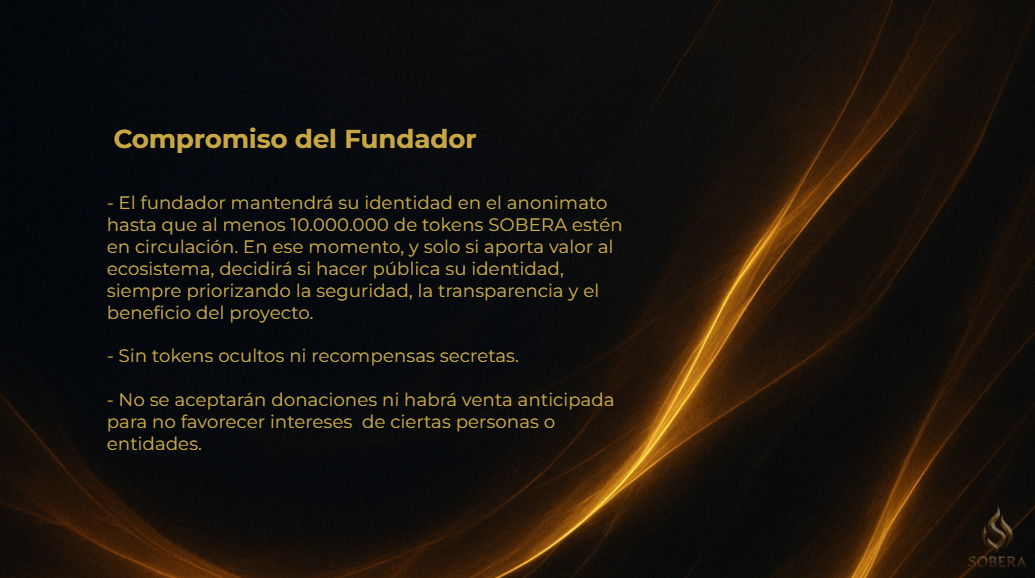 Compromiso del Fundador
- El fundador mantendrá su identidad en el anonimato
hasta que al menos 10.000.000 de tokens SOBERA estén
en circulación. En ese momento, y solo si aporta valor al
ecosistema, decidirá si hacer pública su identidad,
siempre priorizando la seguridad, la transparencia y el
beneficio del proyecto.
- Sin tokens ocultos ni recompensas secretas.
- No se aceptarán donaciones ni habrá venta anticipada
para no favorecer intereses  de ciertas personas o
entidades.
SOBERA